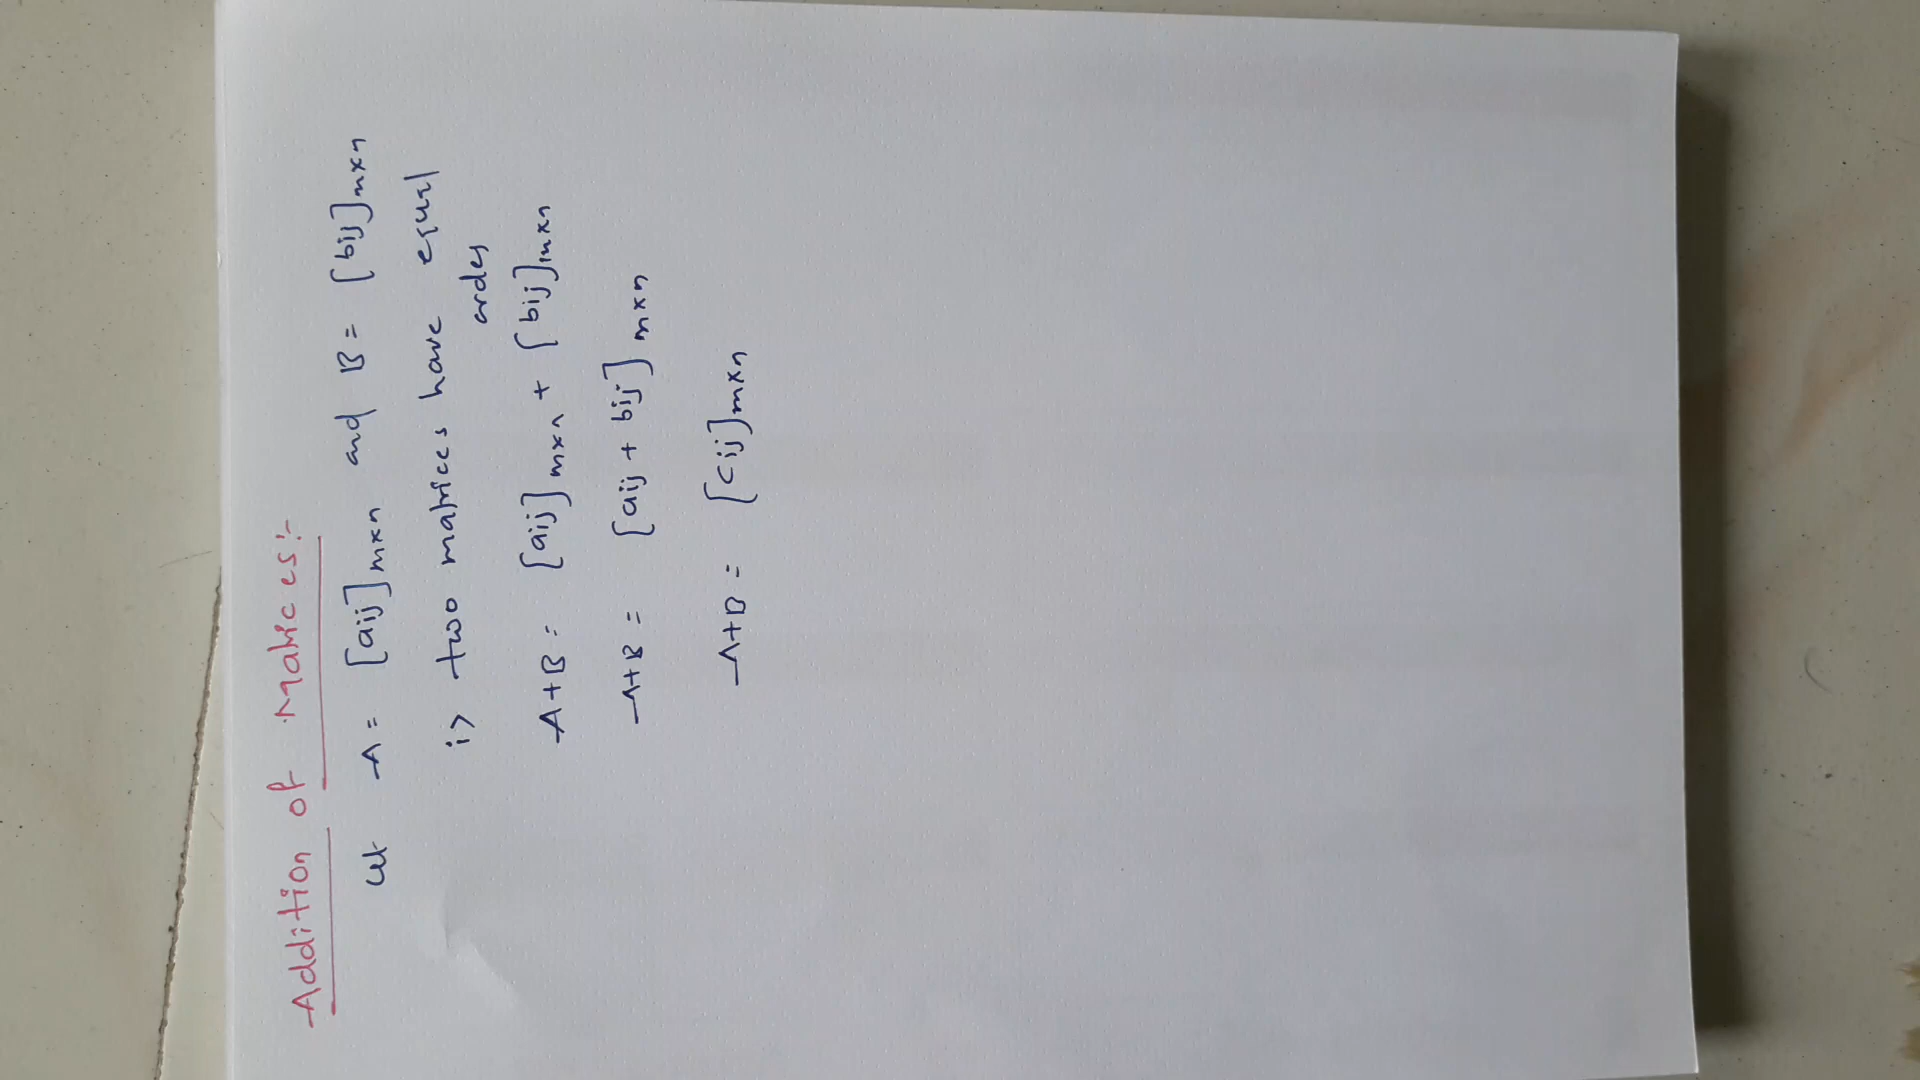 Addition of Matrices:-
let A = [aij]mxn and B = [bij]mxn
i> two matrices have equal
order
A+B = [aij]mxn + [bij]mxn
A+B = [aij + bij]mxn
A+B = [cij]mxn